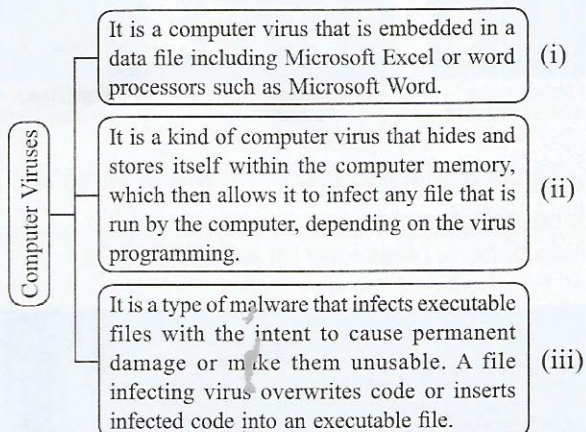 Computer Viruses
It is a computer virus that is embedded in a
data file including Microsoft Excel or word
processors such as Microsoft Word.
(i)
It is a kind of computer virus that hides and
stores itself within the computer memory,
which then allows it to infect any file that is
run by the computer, depending on the virus
programming.
(ii)
It is a type of malware that infects executable
files with the intent to cause permanent
damage or make them unusable. A file
infecting virus overwrites code or inserts
infected code into an executable file.
(iii)